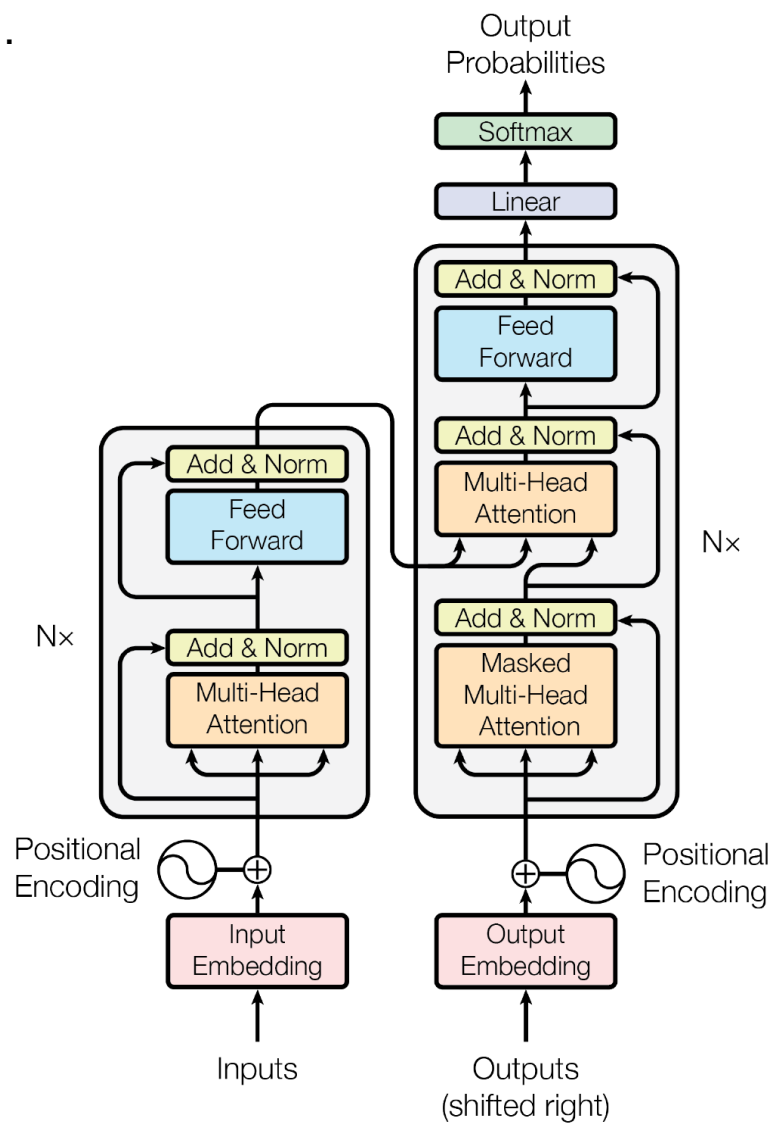 .
Output
Probabilities
Softmax
Linear
Add & Norm
Feed
Forward
Add & Norm
Multi-Head
Attention
Nx
Add & Norm
Masked
Multi-Head
Attention
Add & Norm
Feed
Forward
Nx
Add & Norm
Multi-Head
Attention
Positional
Encoding
Positional
Encoding
Input
Embedding
Output
Embedding
Inputs
Outputs
(shifted right)